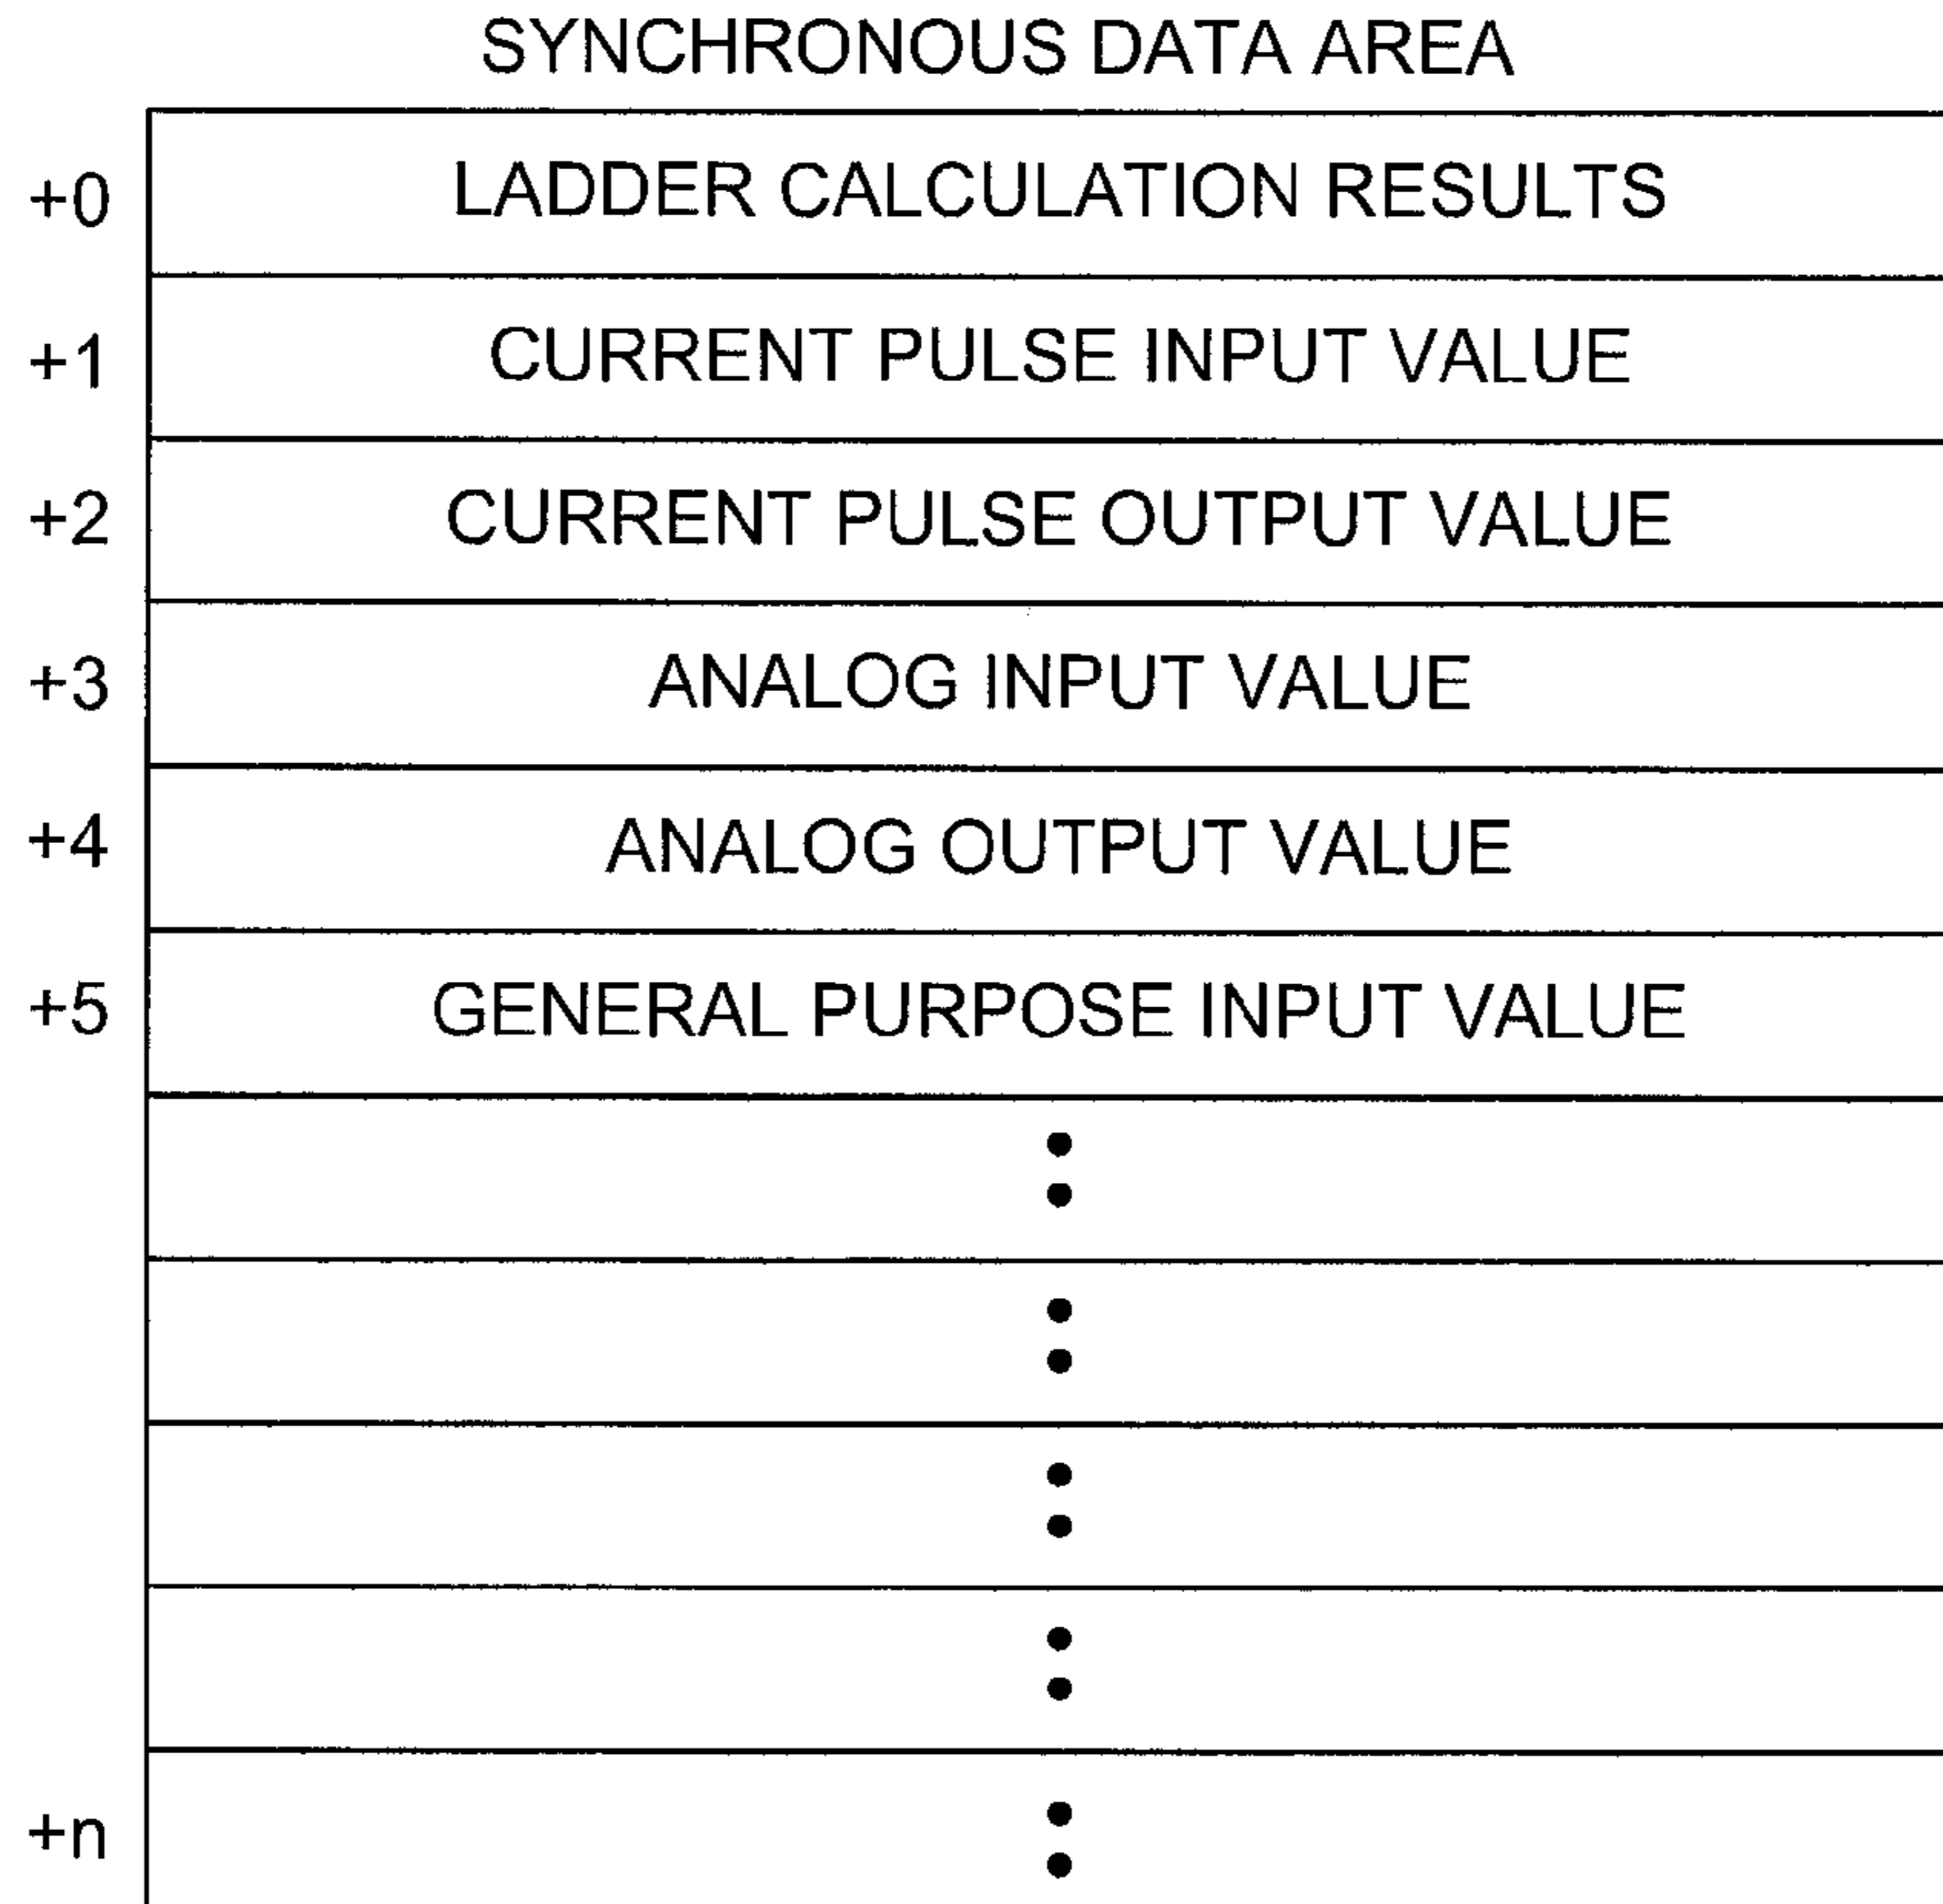 SYNCHRONOUS DATA AREA
+0 LADDER CALCULATION RESULTS
+1 CURRENT PULSE INPUT VALUE
+2 CURRENT PULSE OUTPUT VALUE
+3 ANALOG INPUT VALUE
+4 ANALOG OUTPUT VALUE
+5 GENERAL PURPOSE INPUT VALUE
+n